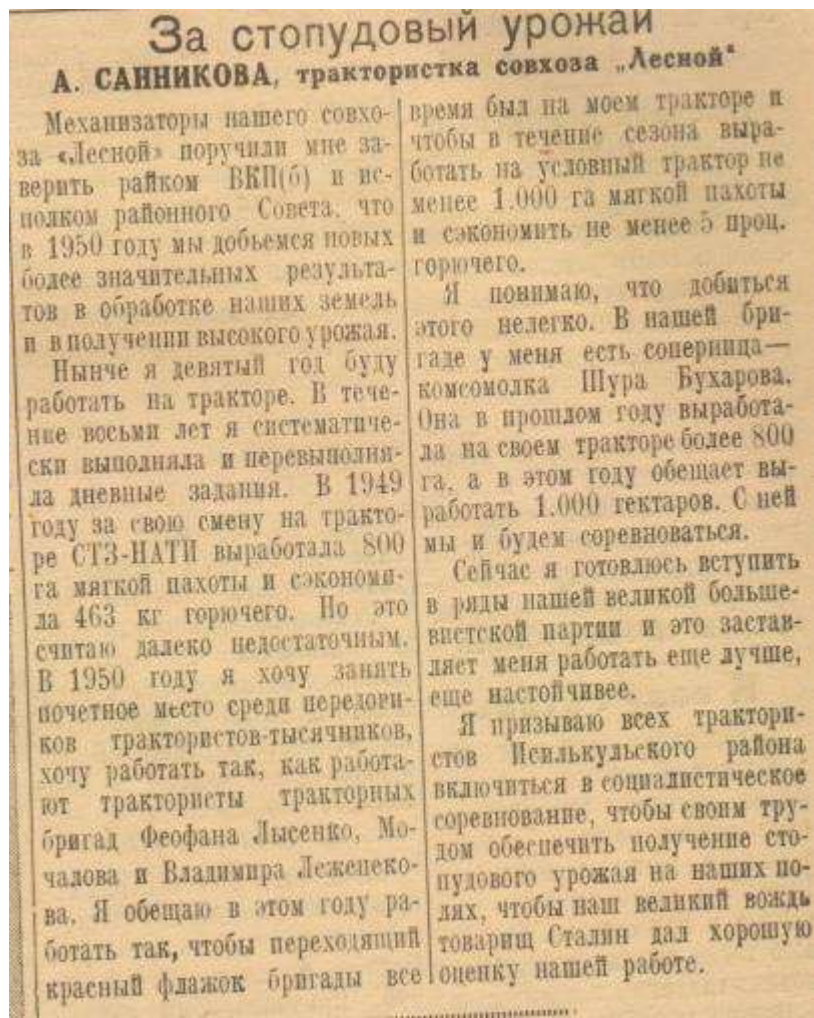 За стопудовый урожай
А. САННИКОВА, трактористка совхоза „Лесной“
Механизаторы нашего совхо-
за «Лесной» поручили мне за-
верить райком ВКП(б) и ис-
полком районного Совета, что
в 1950 году мы добьемся новых
более значительных результа-
тов в обработке наших земель
и в получении высокого урожая.
Нынче я девятый год буду
работать на тракторе. В тече-
ние восьми лет я систематиче-
ски выполняла и перевыполня-
ла дневные задания. В 1949
году за свою смену на тракто-
ре СТЗ-НАТИ выработала 800
га мягкой пахоты и сэкономи-
ла 463 кг горючего. Но это
считаю далеко недостаточным.
В 1950 году я хочу занять
почетное место среди передови-
ков трактористов-тысячников,
хочу работать так, как работа-
ют трактористы тракторных
бригад Феофана Лысенко, Мо-
чалова и Владимира Леженеко-
ва. Я обещаю в этом году ра-
ботать так, чтобы переходящий
красный флажок бригады все
время был на моем тракторе и
чтобы в течение сезона выра-
ботать на условный трактор не
менее 1.000 га мягкой пахоты
и сэкономить не менее 5 проц.
горючего.
Я понимаю, что добиться
этого нелегко. В нашей бри-
гаде у меня есть соперница—
комсомолка Шура Бухарова.
Она в прошлом году выработа-
ла на своем тракторе более 800
га, а в этом году обещает вы-
работать 1.000 гектаров. С ней
мы и будем соревноваться.
Сейчас я готовлюсь вступить
в ряды нашей великой больше-
вистской партии и это застав-
ляет меня работать еще лучше,
еще настойчивее.
Я призываю всех трактори-
стов Исилькульского района
включиться в социалистическое
соревнование, чтобы своим тру-
дом обеспечить получение сто-
пудового урожая на наших по-
лях, чтобы наш великий вождь
товарищ Сталин дал хорошую
оценку нашей работе.